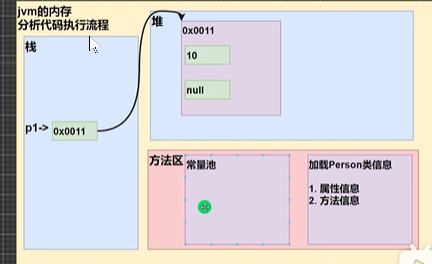 jvm的内存
分析代码执行流程
栈
堆
0x0011
10
null
p1-> 0x0011
方法区
常量池
加载Person类信息
1. 属性信息
2. 方法信息